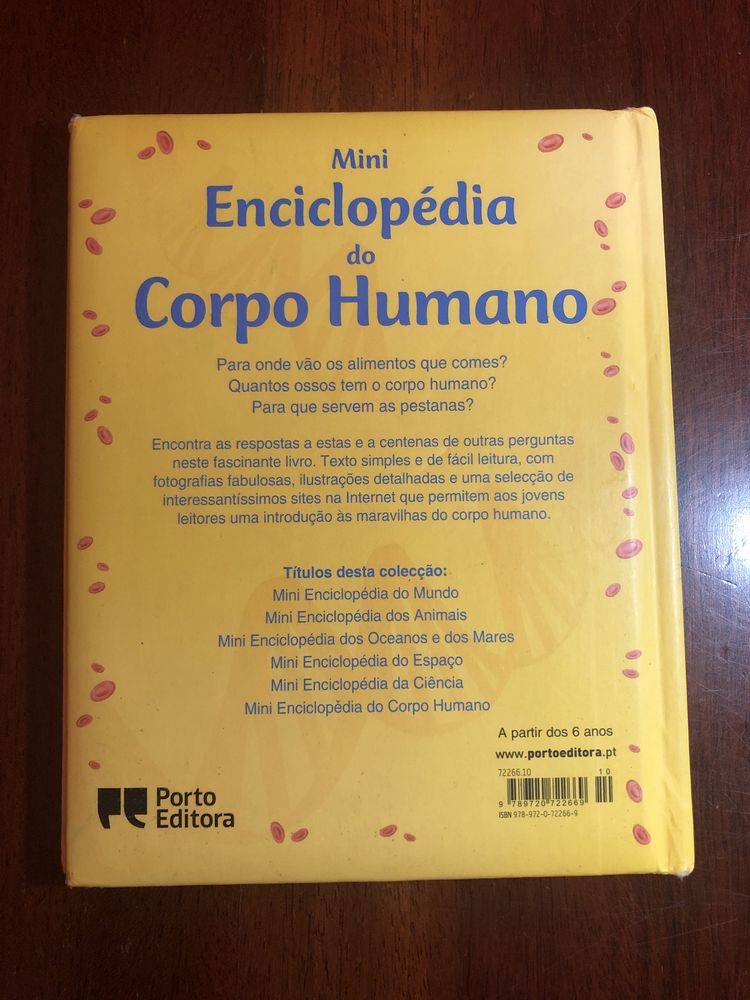 Mini
Enciclopédia
do
Corpo Humano
Para onde vão os alimentos que comes?
Quantos ossos tem o corpo humano?
Para que servem as pestanas?
Encontra as respostas a estas e a centenas de outras perguntas
neste fascinante livro. Texto simples e de fácil leitura, com
fotografias fabulosas, ilustrações detalhadas e uma selecção de
interessantíssimos sites na Internet que permitem aos jovens
leitores uma introdução às maravilhas do corpo humano.
Títulos desta colecção:
Mini Enciclopédia do Mundo
Mini Enciclopédia dos Animais
Mini Enciclopédia dos Oceanos e dos Mares
Mini Enciclopédia do Espaço
Mini Enciclopédia da Ciência
Mini Enciclopédia do Corpo Humano
A partir dos 6 anos
www.portoeditora.pt
72266.10
10
9 789720 722669
ISBN 978-972-0-72266-9
Porto
Editora